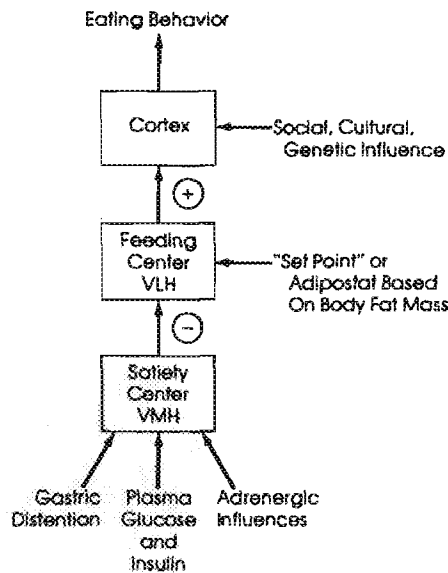 Eating Behavior
Cortex
Social, Cultural,
Genetic Influence
+
Feeding
Center
VLH
"Set Point" or
Adipostat Based
On Body Fat Mass
−
Satiety
Center
VMH
Gastric
Distention
Plasma
Glucose
and
Insulin
Adrenergic
Influences